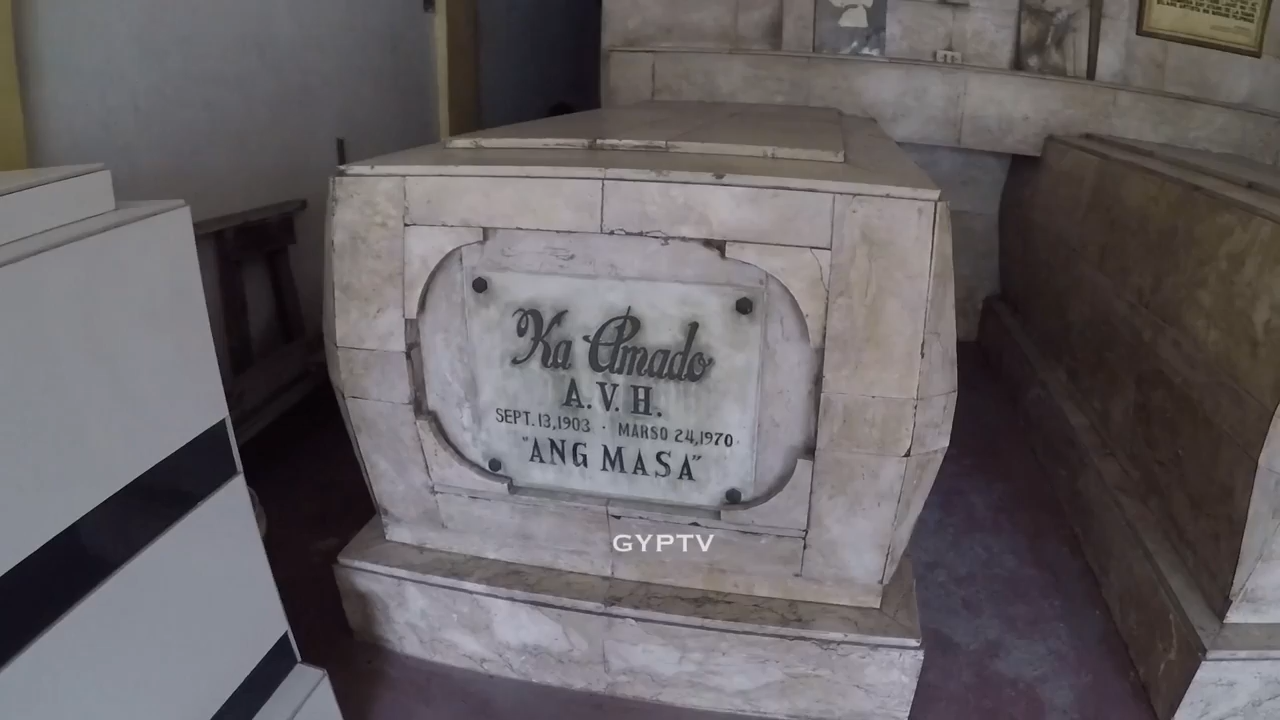 Ka Amado
A.V.H.
SEPT.13,1903 · MARSO 24,1970
"ANG MASA"
GYPTV